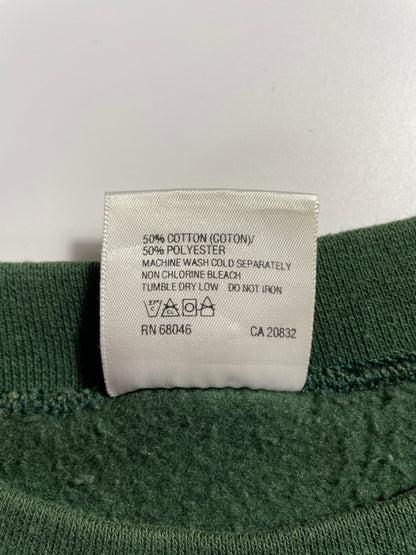 50% COTTON (COTON)/
50% POLYESTER
MACHINE WASH COLD SEPARATELY
NON CHLORINE BLEACH
TUMBLE DRY LOW DO NOT IRON
RN 68046 CA 20832